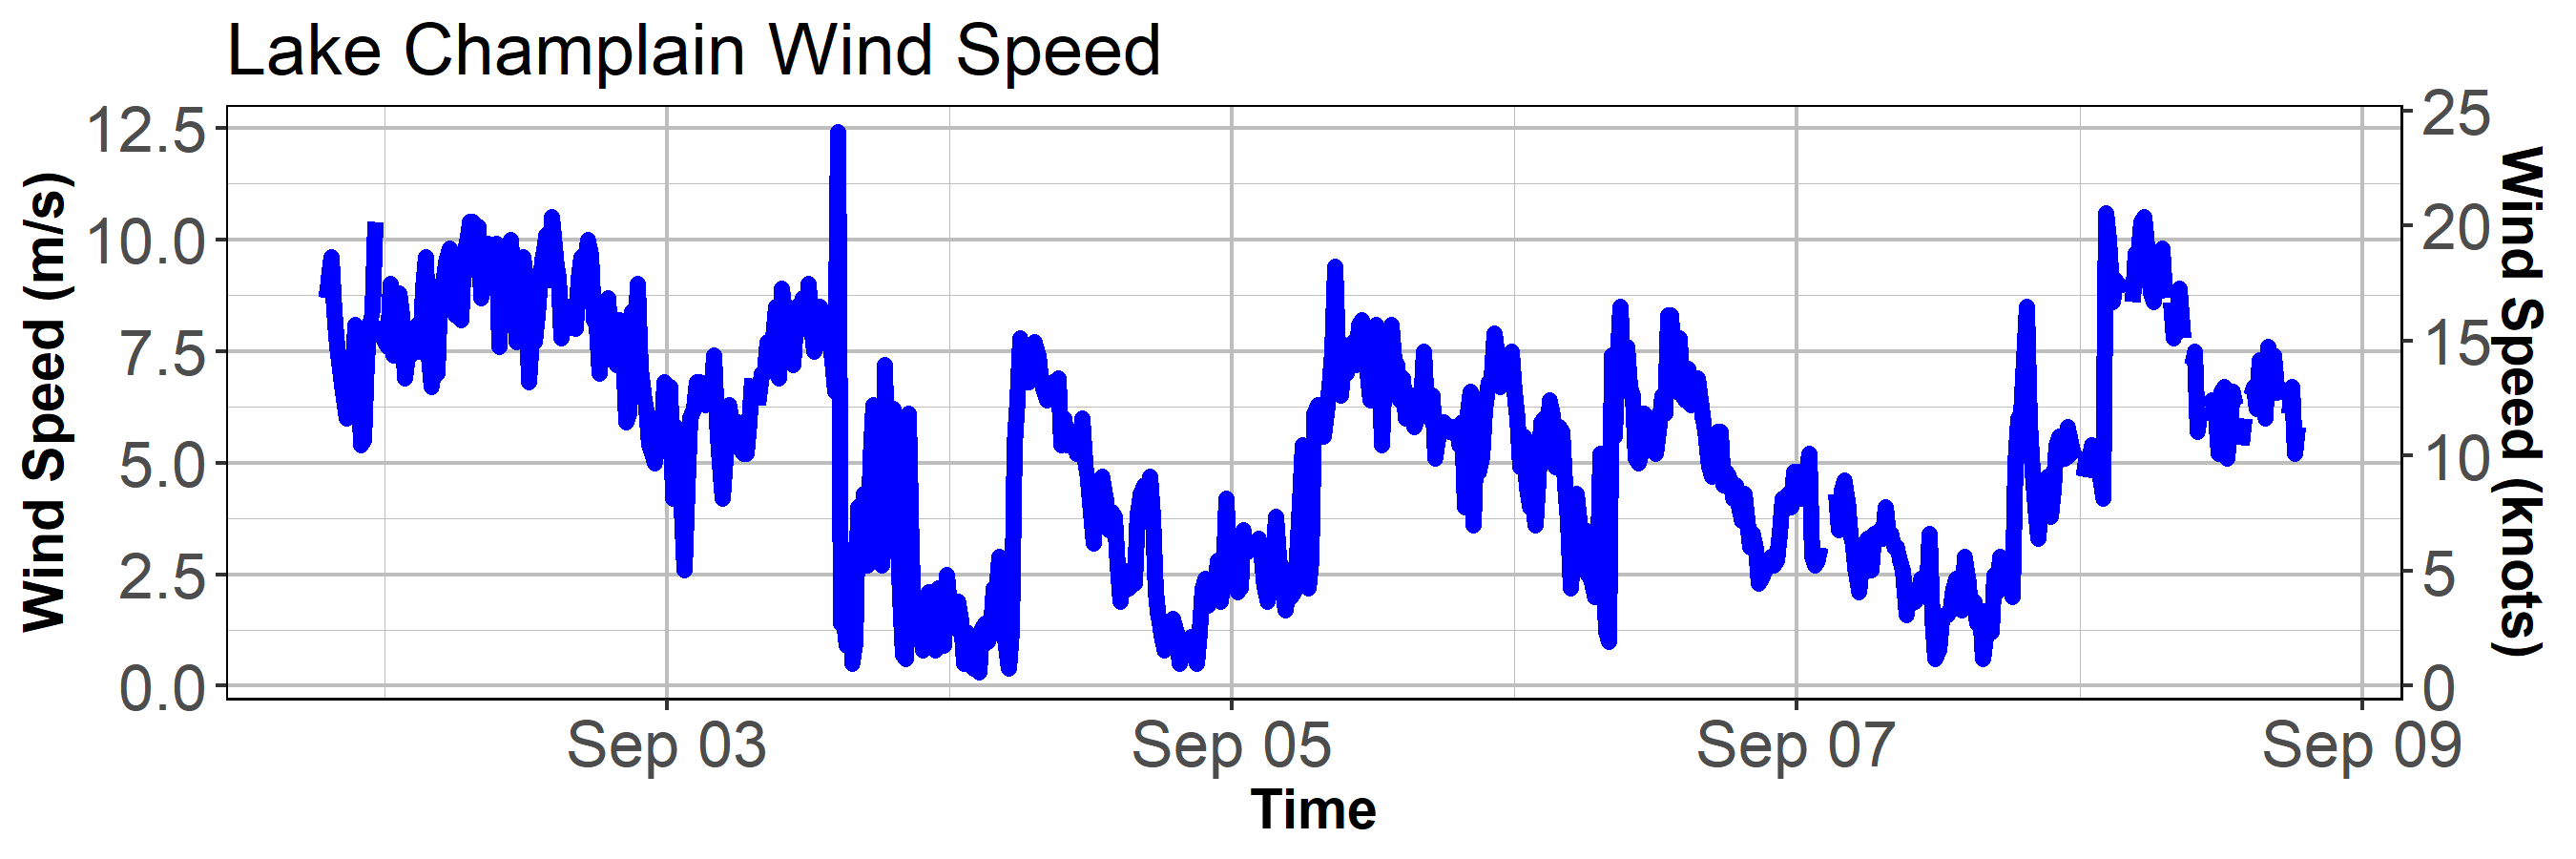 Lake Champlain Wind Speed
12.5
10.0
7.5
5.0
2.5
0.0
Wind Speed (m/s)
25
20
15
10
5
0
Wind Speed (knots)
Sep 03
Sep 05
Sep 07
Sep 09
Time